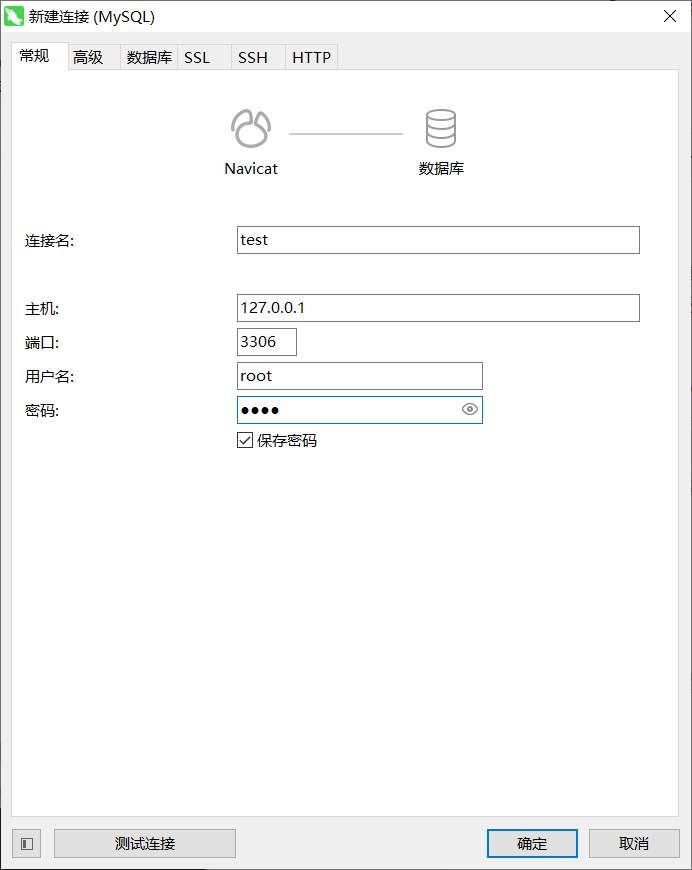 新建连接 (MySQL)
常规 高级 数据库 SSL SSH HTTP
Navicat 数据库
连接名: test
主机: 127.0.0.1
端口: 3306
用户名: root
密码: ●●●●
保存密码
测试连接 确定 取消